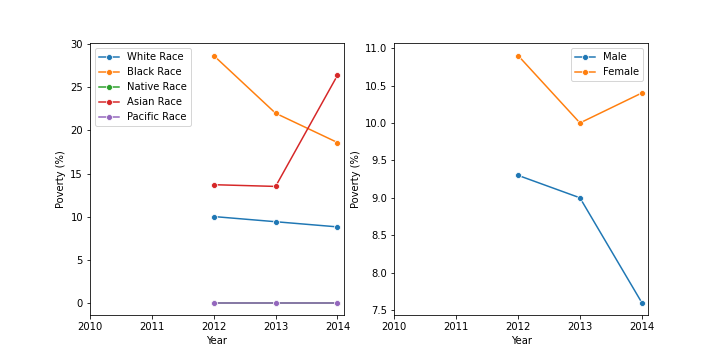 30
25
20
15
10
5
0
Poverty (%)
2010 2011 2012 2013 2014
Year
White Race
Black Race
Native Race
Asian Race
Pacific Race
11.0
10.5
10.0
9.5
9.0
8.5
8.0
7.5
Poverty (%)
2010 2011 2012 2013 2014
Year
Male
Female